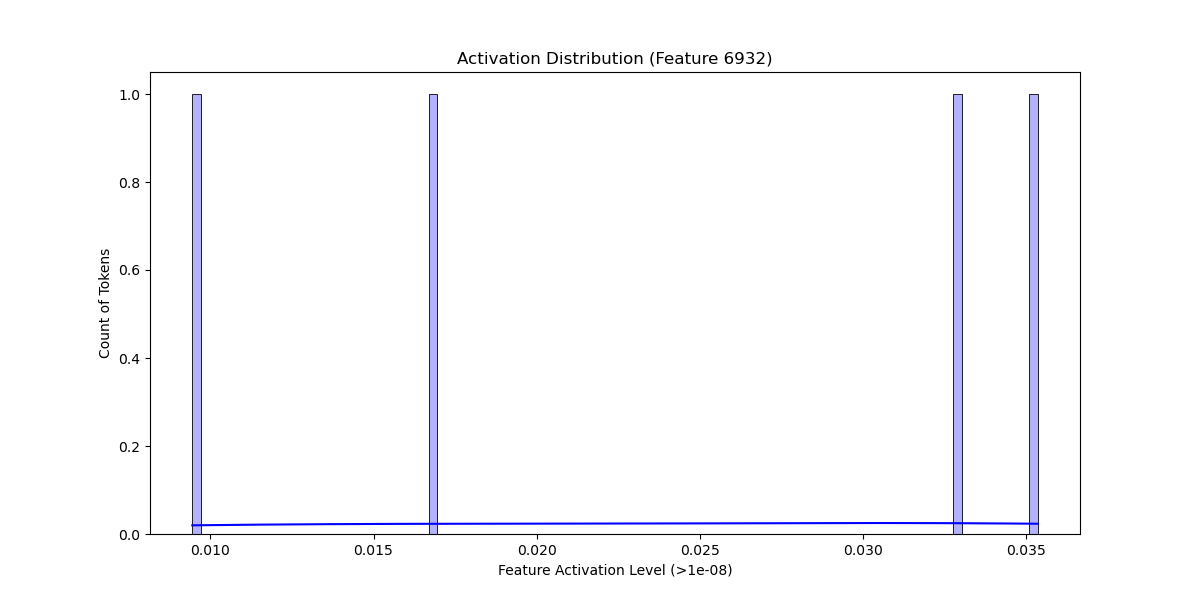 Activation Distribution (Feature 6932)
1.0
0.8
0.6
0.4
0.2
0.0
Count of Tokens
0.010 0.015 0.020 0.025 0.030 0.035
Feature Activation Level (>1e-08)